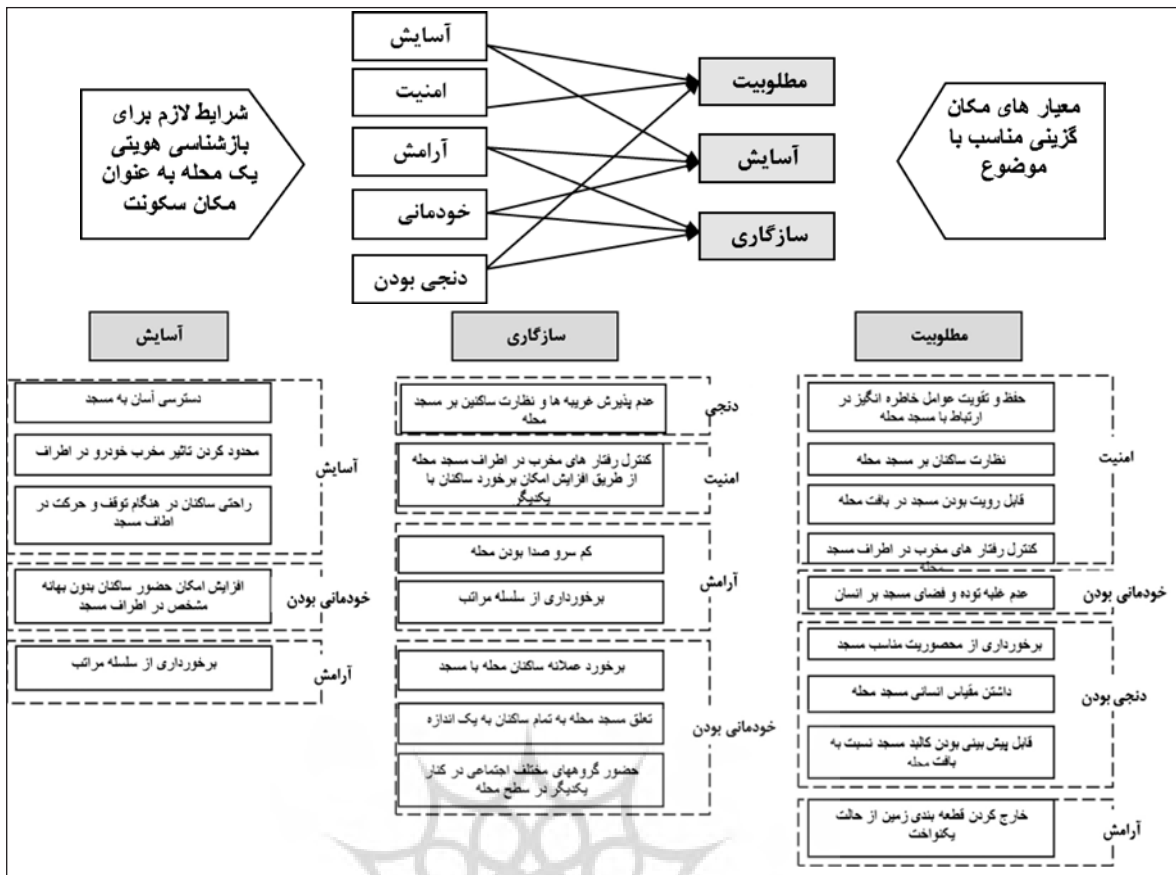 شرایط لازم برای
بازشناسی هویتی
یک محله به عنوان
مکان سکونت
آسایش
امنیت
آرامش
خودمانی
دنجی بودن
مطلوبیت
آسایش
سازگاری
معیار های مکان
گزینی مناسب با
موضوع
مطلوبیت
حفظ و تقویت عوامل خاطره انگیز در
ارتباط با مسجد محله
نظارت ساکنان بر مسجد محله
قابل رویت بودن مسجد در بافت محله
کنترل رفتار های مخرب در اطراف مسجد
محله
امنیت
عدم غلبه توده و فضای مسجد بر انسان
خودمانی بودن
برخورداری از محصوریت مناسب مسجد
داشتن مقیاس انسانی مسجد محله
قابل پیش بینی بودن کالبد مسجد نسبت به
بافت محله
دنجی بودن
خارج کردن قطعه بندی زمین از حالت
یکنواخت
آرامش
سازگاری
عدم پذیرش غریبه ها و نظارت ساکنین بر مسجد
محله
دنجی
کنترل رفتار های مخرب در اطراف مسجد محله
از طریق افزایش امکان برخورد ساکنان با
یکدیگر
امنیت
کم سرو صدا بودن محله
برخورداری از سلسله مراتب
آرامش
برخورد عملانه ساکنان محله با مسجد
تعلق مسجد محله به تمام ساکنان به یک اندازه
حضور گروههای مختلف اجتماعی در کنار
یکدیگر در سطح محله
خودمانی بودن
آسایش
دسترسی آسان به مسجد
محدود کردن تاثیر مخرب خودرو در اطراف
راحتی ساکنان در هنگام توقف و حرکت در
اطاف مسجد
آسایش
افزایش امکان حضور ساکنان بدون بهانه
مشخص در اطراف مسجد
خودمانی بودن
برخورداری از سلسله مراتب
آرامش